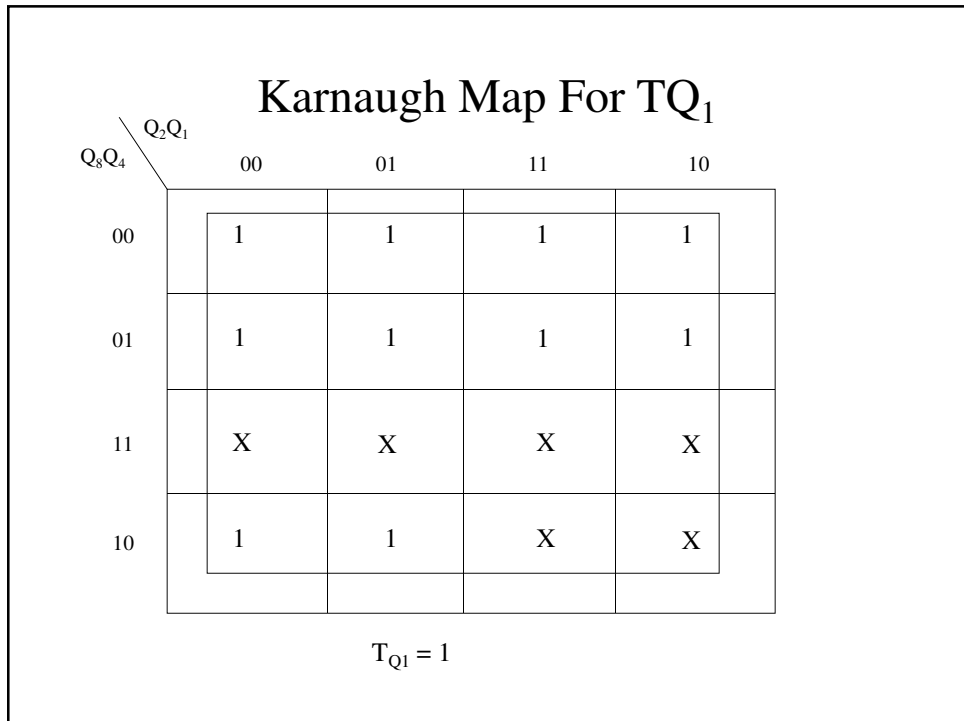 Karnaugh Map For TQ₁
Q₂Q₁
Q₈Q₄
00 01 11 10
00 1 1 1 1
01 1 1 1 1
11 X X X X
10 1 1 X X
T_Q1 = 1